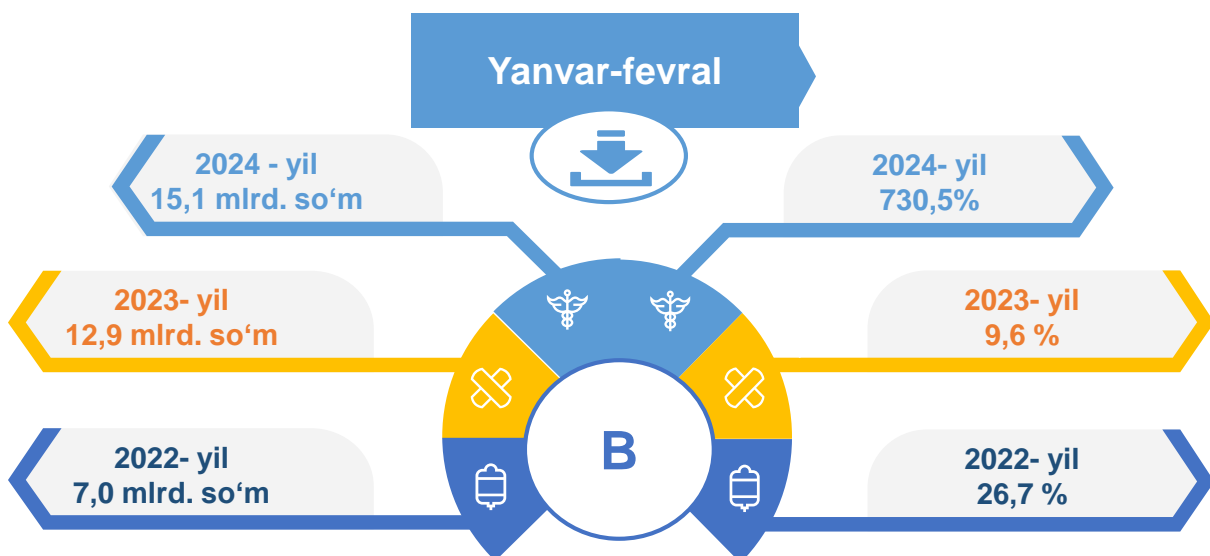 Yanvar-fevral
2024 - yil
15,1 mlrd. so‘m
2024- yil
730,5%
2023- yil
12,9 mlrd. so‘m
2023- yil
9,6 %
B
2022- yil
7,0 mlrd. so‘m
2022- yil
26,7 %